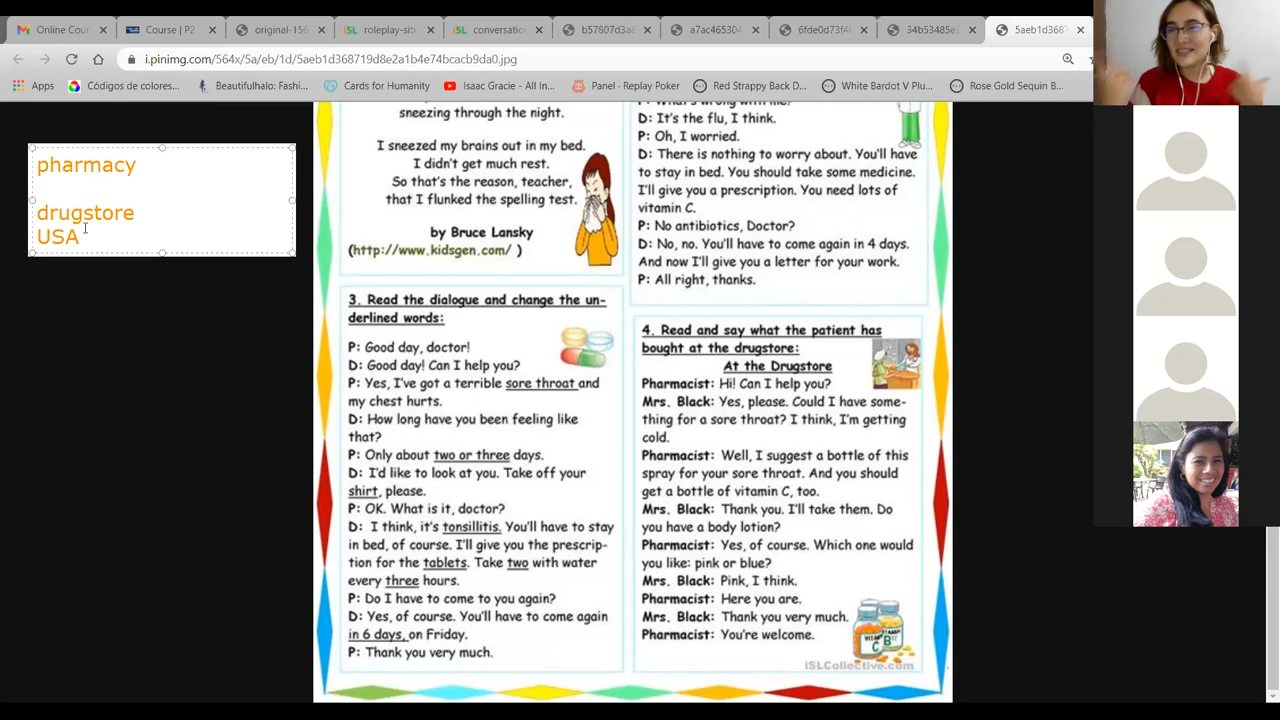 Online Cour
Course | P2
original-156
roleplay-site
conversatio
b57807d3a8
a7ac465304
6fde0d73f4
34b53485e3
5aeb1d3687
i.pinimg.com/564x/5a/eb/1d/5aeb1d368719d8e2a1b4e74bcacb9da0.jpg
Apps
Códigos de colores...
Beautifulhalo: Fashi...
Cards for Humanity
Isaac Gracie - All In...
Panel - Replay Poker
Red Strappy Back D...
White Bardot V Plu...
Rose Gold Sequin B...
pharmacy
drugstore
USA
sneezing through the night.
I sneezed my brains out in my bed.
I didn't get much rest.
So that's the reason, teacher,
that I flunked the spelling test.
by Bruce Lansky
(http://www.kidsgen.com/ )
3. Read the dialogue and change the un-
derlined words:
P: Good day, doctor!
D: Good day! Can I help you?
P: Yes, I've got a terrible sore throat and
my chest hurts.
D: How long have you been feeling like
that?
P: Only about two or three days.
D: I'd like to look at you. Take off your
shirt, please.
P: OK. What is it, doctor?
D: I think, it's tonsillitis. You'll have to stay
in bed, of course. I'll give you the prescrip-
tion for the tablets. Take two with water
every three hours.
P: Do I have to come to you again?
D: Yes, of course. You'll have to come again
in 6 days, on Friday.
P: Thank you very much.
P: What's wrong with me?
D: It's the flu, I think.
P: Oh, I worried.
D: There is nothing to worry about. You'll have
to stay in bed. You should take some medicine.
I'll give you a prescription. You need lots of
vitamin C.
P: No antibiotics, Doctor?
D: No, no. You'll have to come again in 4 days.
And now I'll give you a letter for your work.
P: All right, thanks.
4. Read and say what the patient has
bought at the drugstore:
At the Drugstore
Pharmacist: Hi! Can I help you?
Mrs. Black: Yes, please. Could I have some-
thing for a sore throat? I think, I'm getting
cold.
Pharmacist: Well, I suggest a bottle of this
spray for your sore throat. And you should
get a bottle of vitamin C, too.
Mrs. Black: Thank you. I'll take them. Do
you have a body lotion?
Pharmacist: Yes, of course. Which one would
you like: pink or blue?
Mrs. Black: Pink, I think.
Pharmacist: Here you are.
Mrs. Black: Thank you very much.
Pharmacist: You're welcome.
VITAMIN C
VITAMIN B
iSLCollective.com